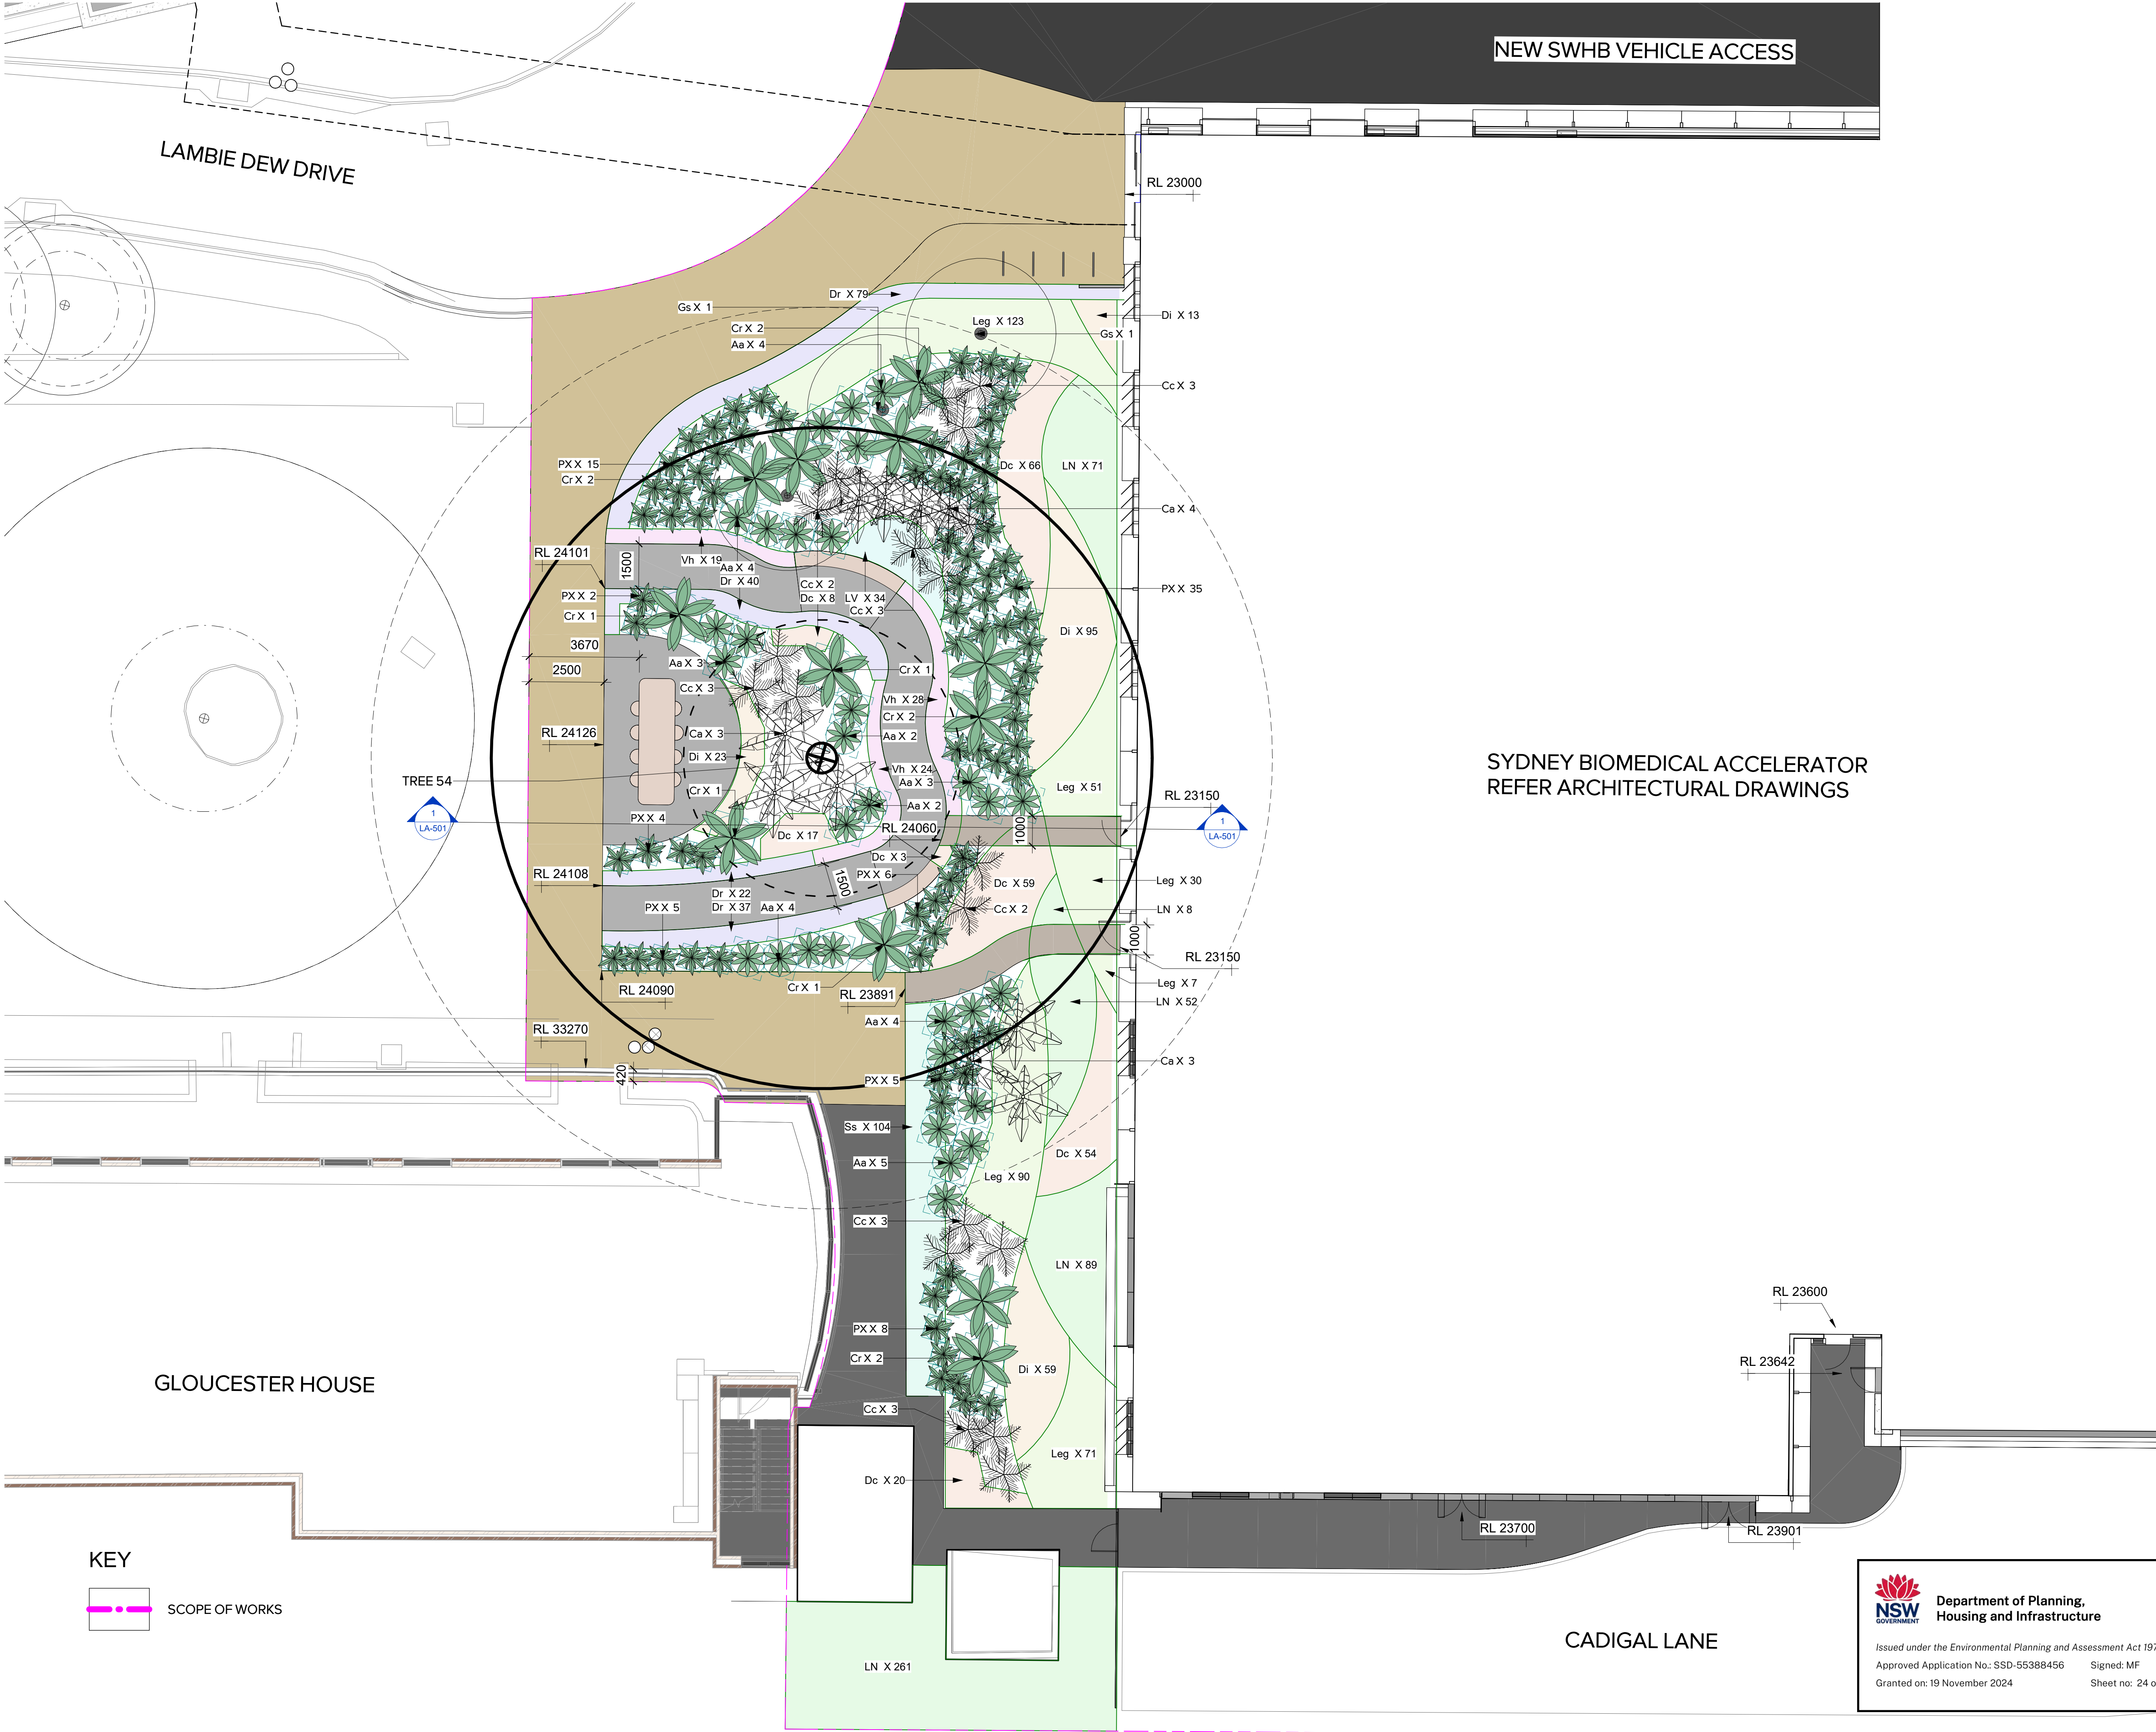 NEW SWHB VEHICLE ACCESS
LAMBIE DEW DRIVE
RL 23000
Dr X 79
Gs X 1
Leg X 123
Di X 13
Cr X 2
Gs X 1
Aa X 4
Cc X 3
PX X 15
Dc X 66
LN X 71
Cr X 2
Ca X 4
RL 24101
1500
Vh X 19
Aa X 4
Dr X 40
Cc X 2
Dc X 8
LV X 34
Cc X 3
PX X 35
PX X 2
Cr X 1
Di X 95
3670
2500
Aa X 3
Cr X 1
Cc X 3
Vh X 28
Cr X 2
RL 24126
Ca X 3
Aa X 2
Di X 23
Vh X 24
Aa X 3
TREE 54
Cr X 1
Leg X 51
SYDNEY BIOMEDICAL ACCELERATOR
REFER ARCHITECTURAL DRAWINGS
RL 23150
Aa X 2
1
LA-501
PX X 4
Dc X 17
RL 24060
1000
1
LA-501
Dc X 3
RL 24108
1500
PX X 6
Dc X 59
Leg X 30
Dr X 22
Dr X 37
PX X 5
Aa X 4
Cc X 2
LN X 8
1000
RL 23150
RL 24090
Cr X 1
RL 23891
Leg X 7
LN X 52
Aa X 4
RL 33270
420
Ca X 3
PX X 5
Ss X 104
Dc X 54
Aa X 5
Leg X 90
Cc X 3
LN X 89
RL 23600
PX X 8
Cr X 2
Di X 59
RL 23642
GLOUCESTER HOUSE
Cc X 3
Leg X 71
Dc X 20
RL 23700
RL 23901
KEY
SCOPE OF WORKS
LN X 261
CADIGAL LANE
NSW
GOVERNMENT
Department of Planning,
Housing and Infrastructure
Issued under the Environmental Planning and Assessment Act
Approved Application No.: SSD-55388456 Signed: MF
Granted on: 19 November 2024 Sheet no: 24